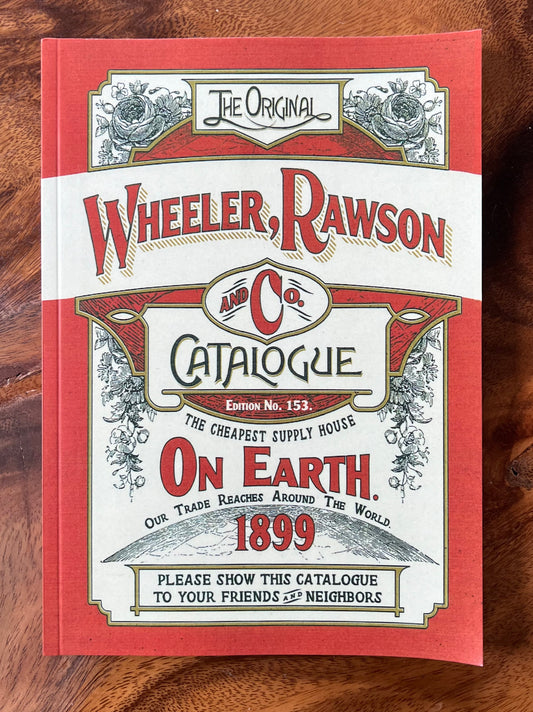 The Original
Wheeler, Rawson
and Co.
Catalogue
Edition No. 153.
The Cheapest Supply House
On Earth.
Our Trade Reaches Around The World.
1899
PLEASE SHOW THIS CATALOGUE
TO YOUR FRIENDS AND NEIGHBORS